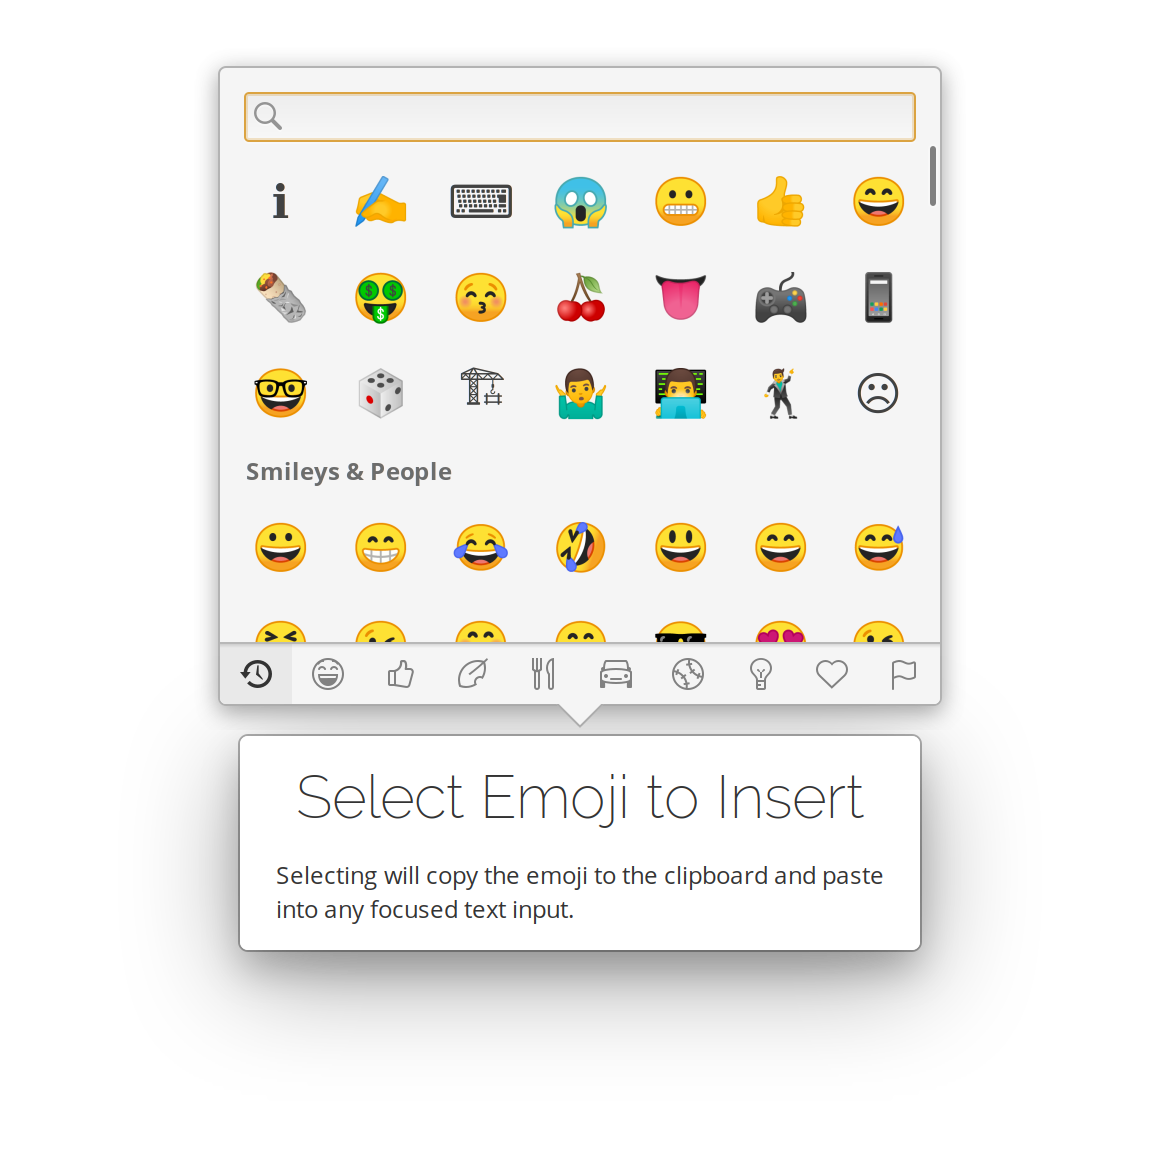 Smileys & People
Select Emoji to Insert
Selecting will copy the emoji to the clipboard and paste
into any focused text input.